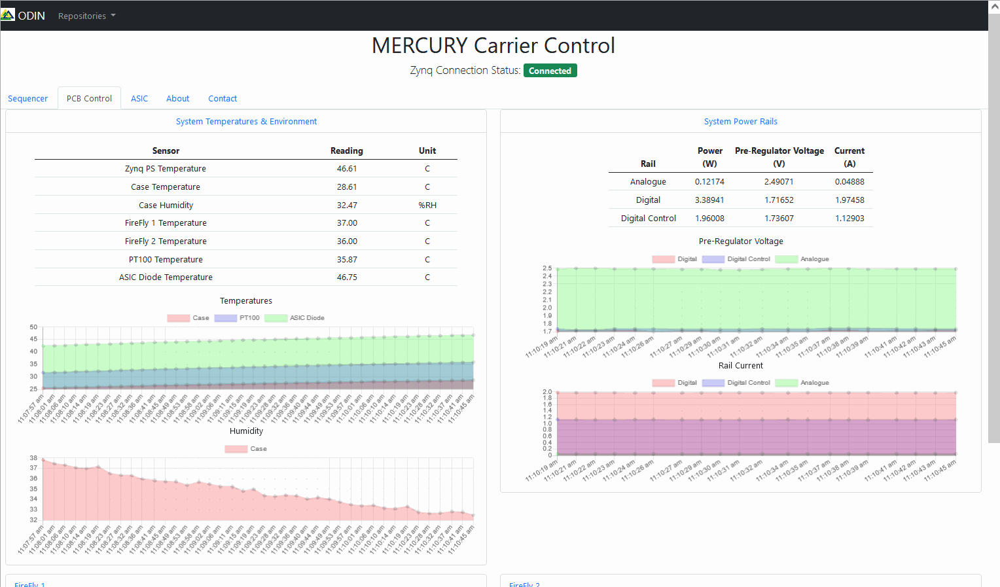 ODIN Repositories
MERCURY Carrier Control
Zynq Connection Status: Connected
Sequencer PCB Control ASIC About Contact
System Temperatures & Environment
Sensor Reading Unit
Zynq PS Temperature 46.61 C
Case Temperature 28.61 C
Case Humidity 32.47 %RH
FireFly 1 Temperature 37.00 C
FireFly 2 Temperature 36.00 C
PT100 Temperature 35.87 C
ASIC Diode Temperature 46.75 C
Temperatures
Case PT100 ASIC Diode
50
45
40
35
30
25
11:07:57 am 11:08:01 am 11:08:06 am 11:08:10 am 11:08:14 am 11:08:19 am 11:08:23 am 11:08:27 am 11:08:32 am 11:08:36 am 11:08:41 am 11:08:45 am 11:08:49 am 11:08:53 am 11:08:58 am 11:09:02 am 11:09:06 am 11:09:11 am 11:09:15 am 11:09:19 am 11:09:23 am 11:09:28 am 11:09:32 am 11:09:36 am 11:09:40 am 11:09:44 am 11:09:49 am 11:09:53 am 11:09:57 am 11:10:01 am 11:10:06 am 11:10:10 am 11:10:14 am 11:10:19 am 11:10:23 am 11:10:28 am 11:10:32 am 11:10:37 am 11:10:41 am 11:10:45 am
Humidity
Case
38
37
36
35
34
33
32
11:07:57 am 11:08:01 am 11:08:06 am 11:08:10 am 11:08:14 am 11:08:19 am 11:08:23 am 11:08:27 am 11:08:32 am 11:08:36 am 11:08:41 am 11:08:45 am 11:08:49 am 11:08:53 am 11:08:58 am 11:09:02 am 11:09:06 am 11:09:11 am 11:09:15 am 11:09:19 am 11:09:23 am 11:09:28 am 11:09:32 am 11:09:36 am 11:09:40 am 11:09:44 am 11:09:49 am 11:09:53 am 11:09:57 am 11:10:01 am 11:10:06 am 11:10:10 am 11:10:14 am 11:10:19 am 11:10:23 am 11:10:28 am 11:10:32 am 11:10:37 am 11:10:41 am 11:10:45 am
System Power Rails
Power Pre-Regulator Voltage Current
Rail (W) (V) (A)
Analogue 0.12174 2.49071 0.04888
Digital 3.38941 1.71652 1.97458
Digital Control 1.96008 1.73607 1.12903
Pre-Regulator Voltage
Digital Digital Control Analogue
2.5
2.4
2.3
2.2
2.1
2.0
1.9
1.8
1.7
11:10:19 am 11:10:21 am 11:10:22 am 11:10:23 am 11:10:24 am 11:10:26 am 11:10:27 am 11:10:29 am 11:10:30 am 11:10:31 am 11:10:32 am 11:10:34 am 11:10:35 am 11:10:37 am 11:10:38 am 11:10:39 am 11:10:41 am 11:10:42 am 11:10:43 am 11:10:45 am
Rail Current
Digital Digital Control Analogue
2.0
1.8
1.6
1.4
1.2
1.0
0.8
0.6
0.4
0.2
0
11:10:19 am 11:10:21 am 11:10:22 am 11:10:23 am 11:10:24 am 11:10:26 am 11:10:27 am 11:10:29 am 11:10:30 am 11:10:31 am 11:10:32 am 11:10:34 am 11:10:35 am 11:10:37 am 11:10:38 am 11:10:39 am 11:10:41 am 11:10:42 am 11:10:43 am 11:10:45 am
FireFly 1
FireFly 2